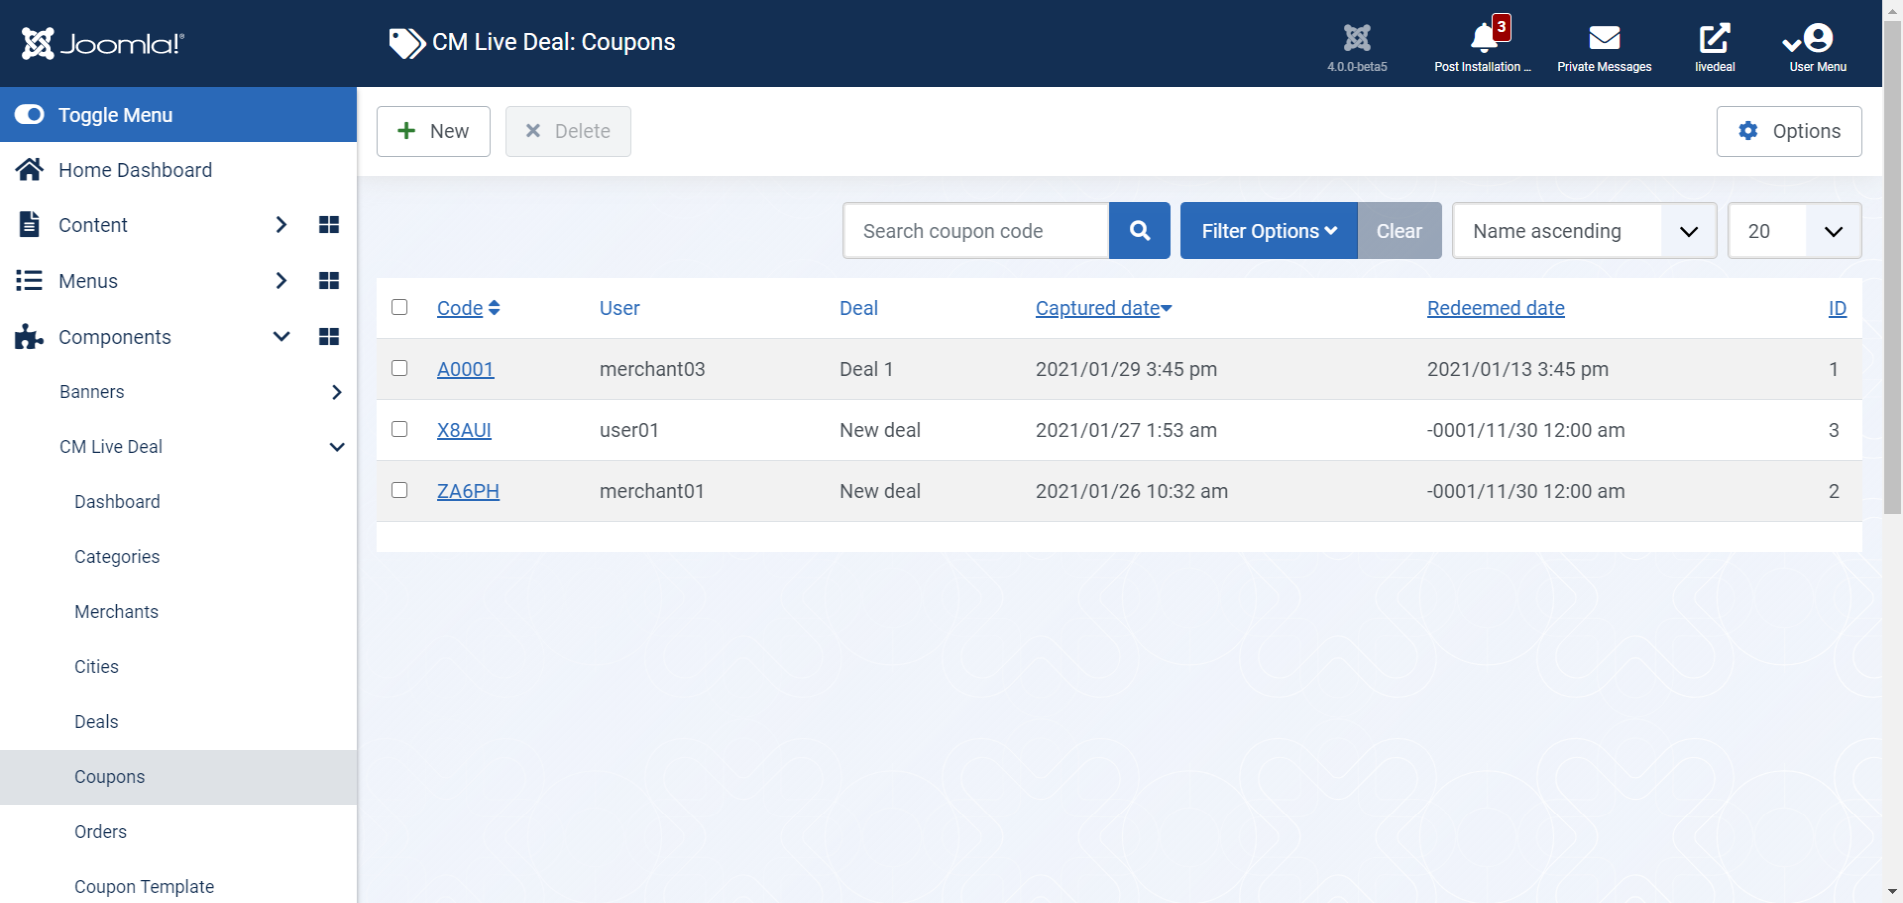 Joomla!®
CM Live Deal: Coupons
4.0.0-beta5
3
Post Installation ...
Private Messages
livedeal
User Menu
Toggle Menu
Home Dashboard
Content
Menus
Components
Banners
CM Live Deal
Dashboard
Categories
Merchants
Cities
Deals
Coupons
Orders
Coupon Template
New
Delete
Options
Search coupon code
Filter Options
Clear
Name ascending
20
Code User Deal Captured date Redeemed date ID
A0001 merchant03 Deal 1 2021/01/29 3:45 pm 2021/01/13 3:45 pm 1
X8AUI user01 New deal 2021/01/27 1:53 am -0001/11/30 12:00 am 3
ZA6PH merchant01 New deal 2021/01/26 10:32 am -0001/11/30 12:00 am 2